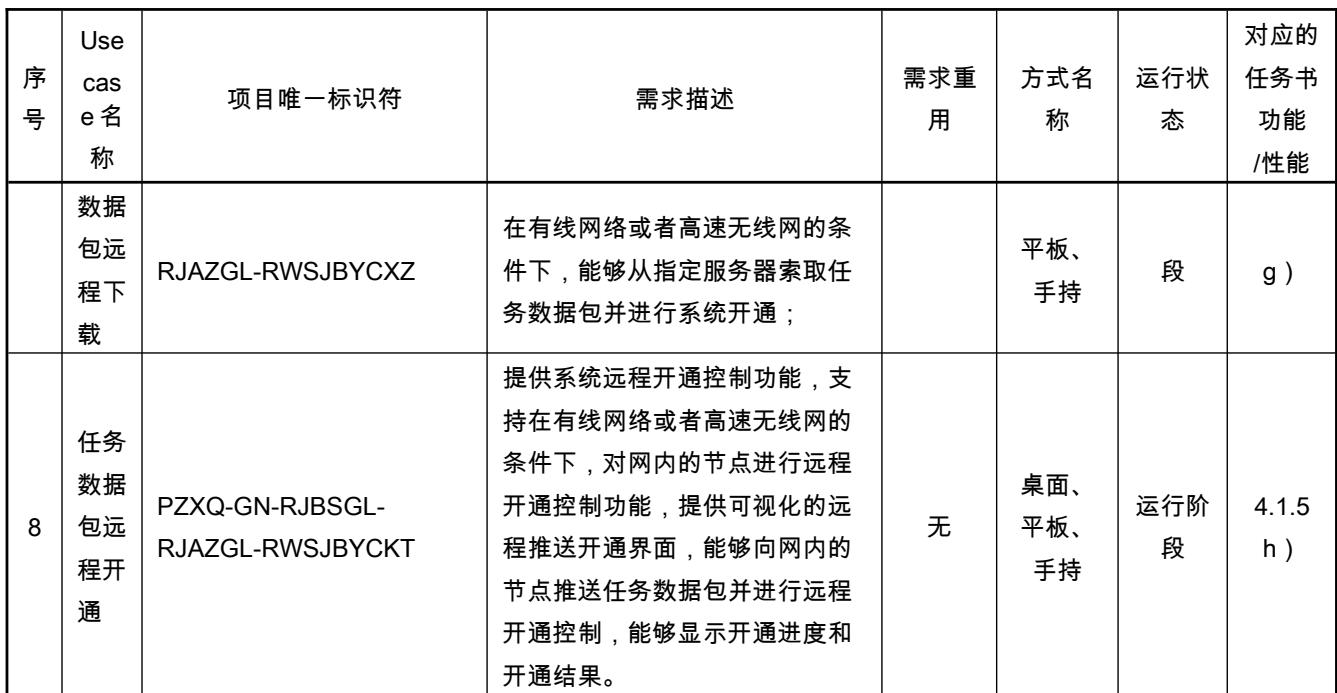 序
号
Use
cas
e 名
称
项目唯一标识符
需求描述
需求重
用
方式名
称
运行状
态
对应的
任务书
功能
/性能
数据
包远
程下
载
RJAZGL-RWSJBYCXZ
在有线网络或者高速无线网的条
件下，能够从指定服务器索取任
务数据包并进行系统开通；
平板、
手持
段
g）
8
任务
数据
包远
程开
通
PZXQ-GN-RJBSGL-
RJAZGL-RWSJBYCKT
提供系统远程开通控制功能，支
持在有线网络或者高速无线网的
条件下，对网内的节点进行远程
开通控制功能，提供可视化的远
程推送开通界面，能够向网内的
节点推送任务数据包并进行远程
开通控制，能够显示开通进度和
开通结果。
无
桌面、
平板、
手持
运行阶
段
4.1.5
h）